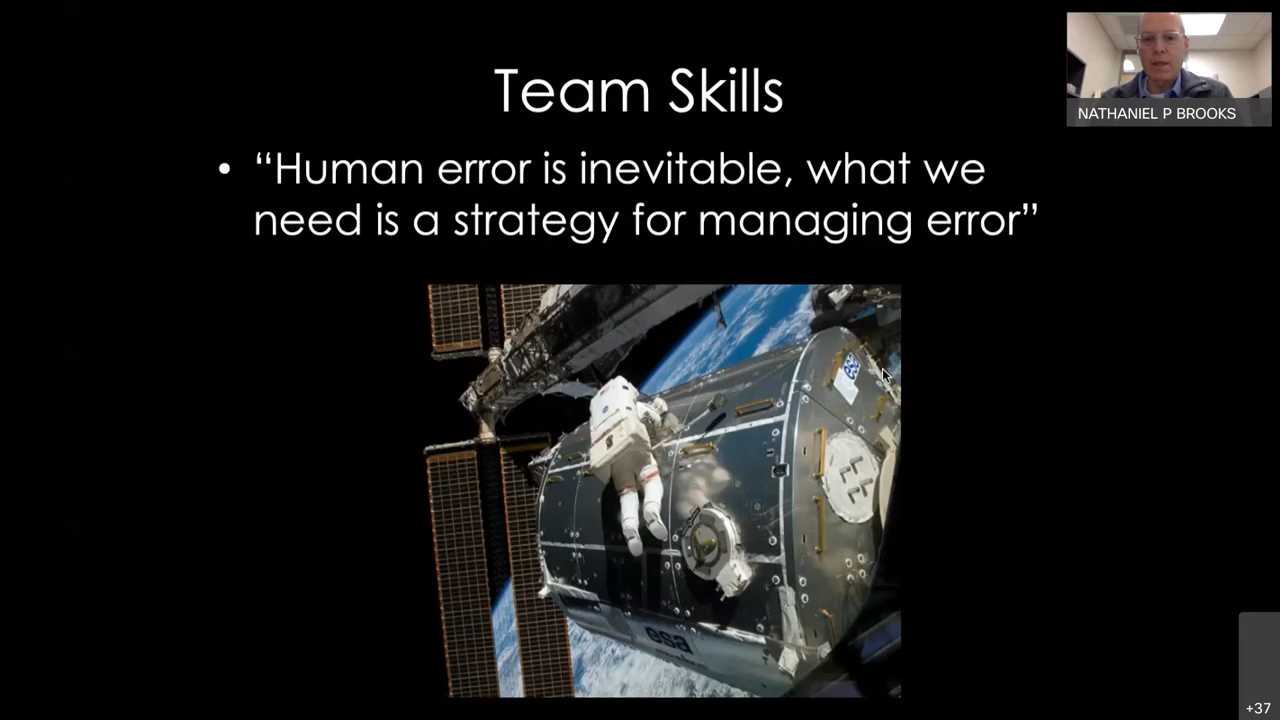 Team Skills
NATHANIEL P BROOKS
• “Human error is inevitable, what we
need is a strategy for managing error”
esa
+37